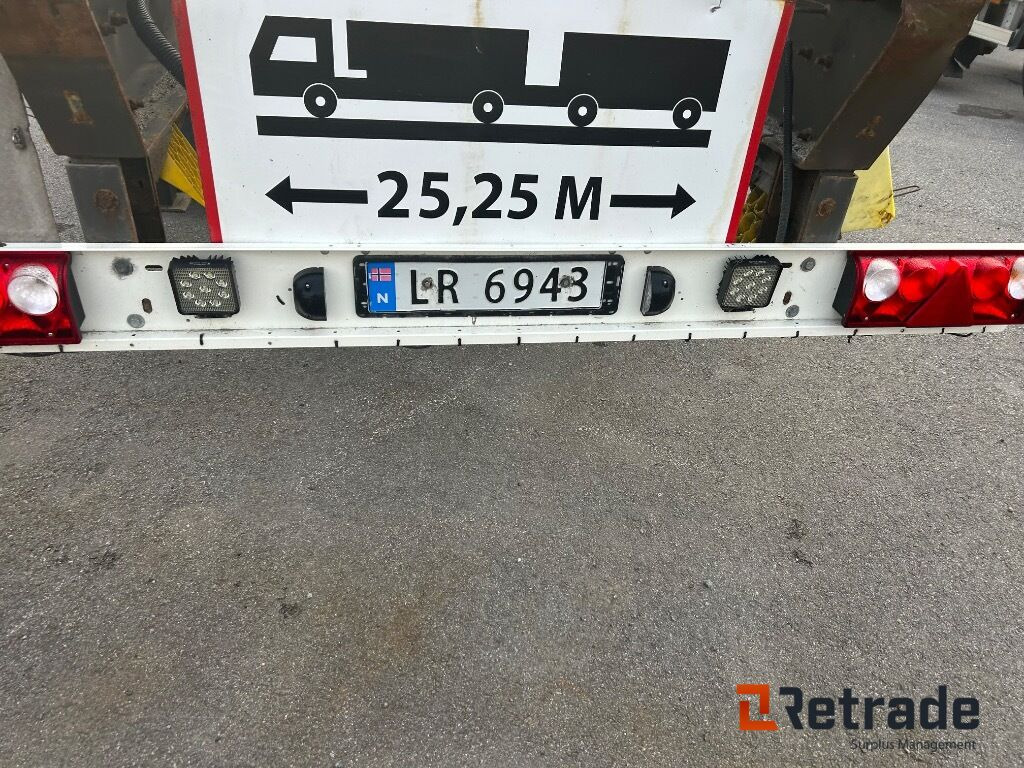 25,25 M
N LR 6943
Retrade
Surplus Management